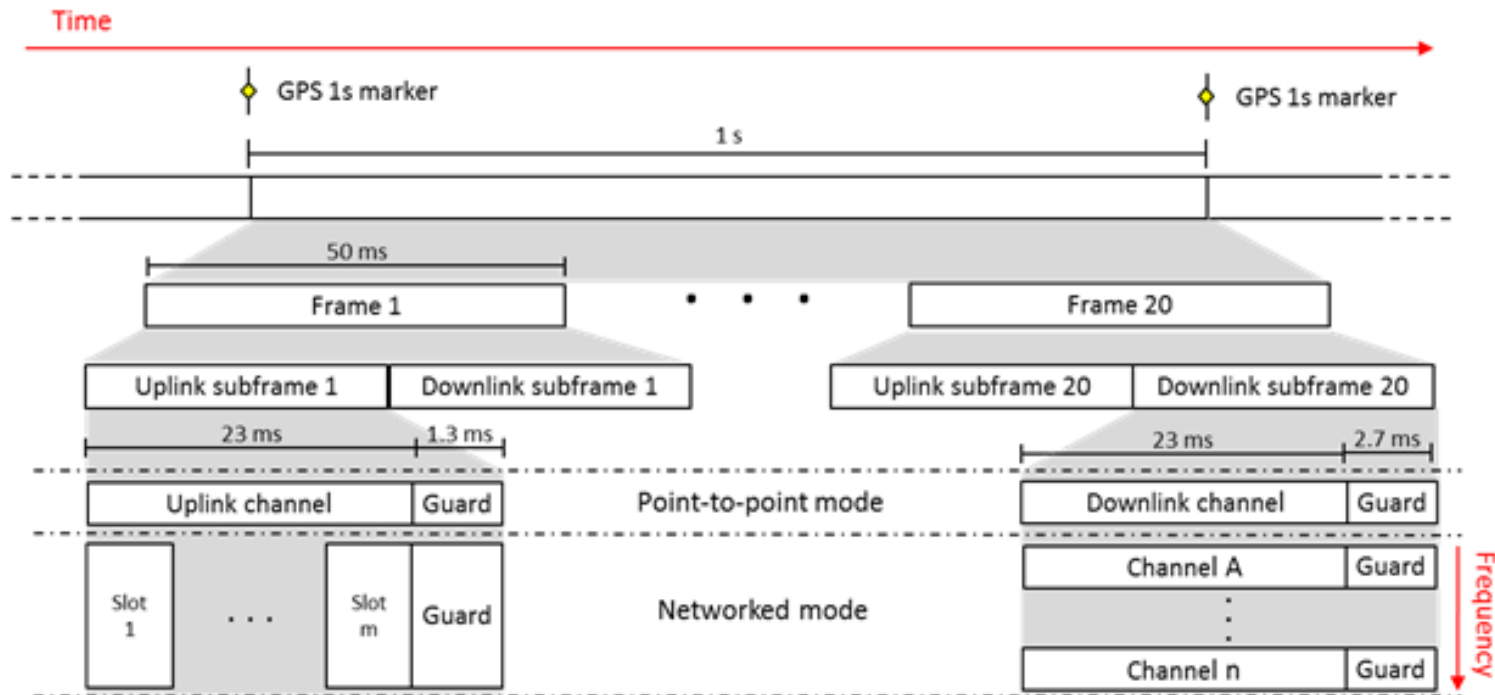 Time
GPS 1s marker
GPS 1s marker
1 s
50 ms
Frame 1
. . .
Frame 20
Uplink subframe 1
Downlink subframe 1
Uplink subframe 20
Downlink subframe 20
23 ms
1.3 ms
23 ms
2.7 ms
Uplink channel
Guard
Point-to-point mode
Downlink channel
Guard
Slot
1
. . .
Slot
m
Guard
Networked mode
Channel A
Guard
Channel n
Guard
Frequency